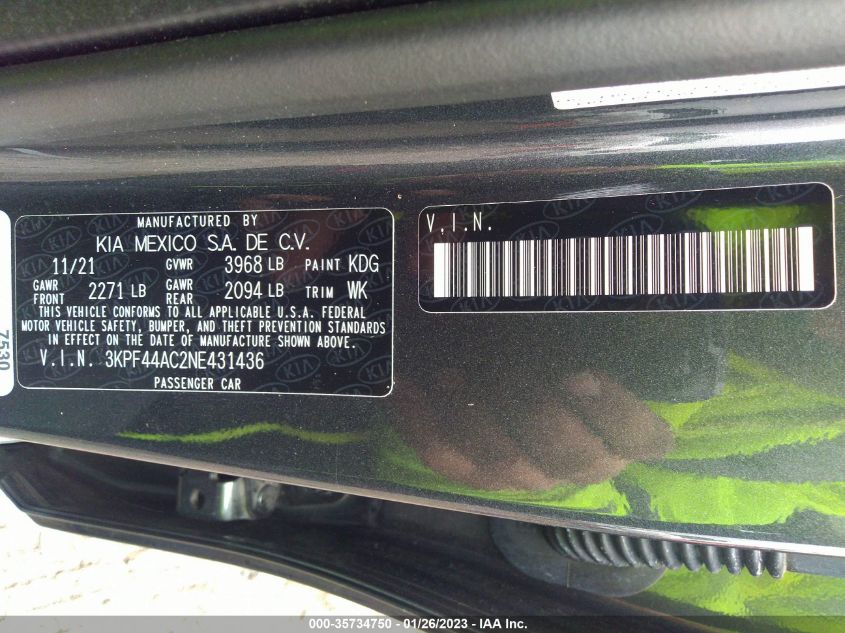 MANUFACTURED BY
KIA MEXICO S.A. DE C.V.
11/21 GVWR 3968 LB PAINT KDG
GAWR FRONT 2271 LB GAWR REAR 2094 LB TRIM WK
THIS VEHICLE CONFORMS TO ALL APPLICABLE U.S.A. FEDERAL
MOTOR VEHICLE SAFETY, BUMPER, AND THEFT PREVENTION STANDARDS
IN EFFECT ON THE DATE OF MANUFACTURE SHOWN ABOVE.
V.I.N. 3KPF44AC2NE431436
PASSENGER CAR
V.I.N.
7530
000-35734750 - 01/26/2023 - IAA Inc.